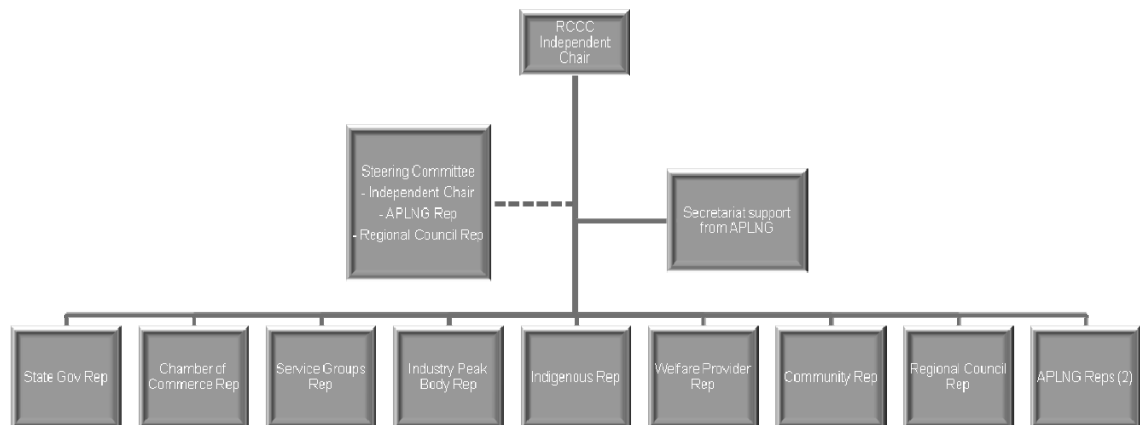 RCCC
Independent
Chair
Steering Committee
- Independent Chair
- APLNG Rep
- Regional Council Rep
Secretariat support
from APLNG
State Gov Rep
Chamber of
Commerce Rep
Service Groups
Rep
Industry Peak
Body Rep
Indigenous Rep
Welfare Provider
Rep
Community Rep
Regional Council
Rep
APLNG Reps (2)